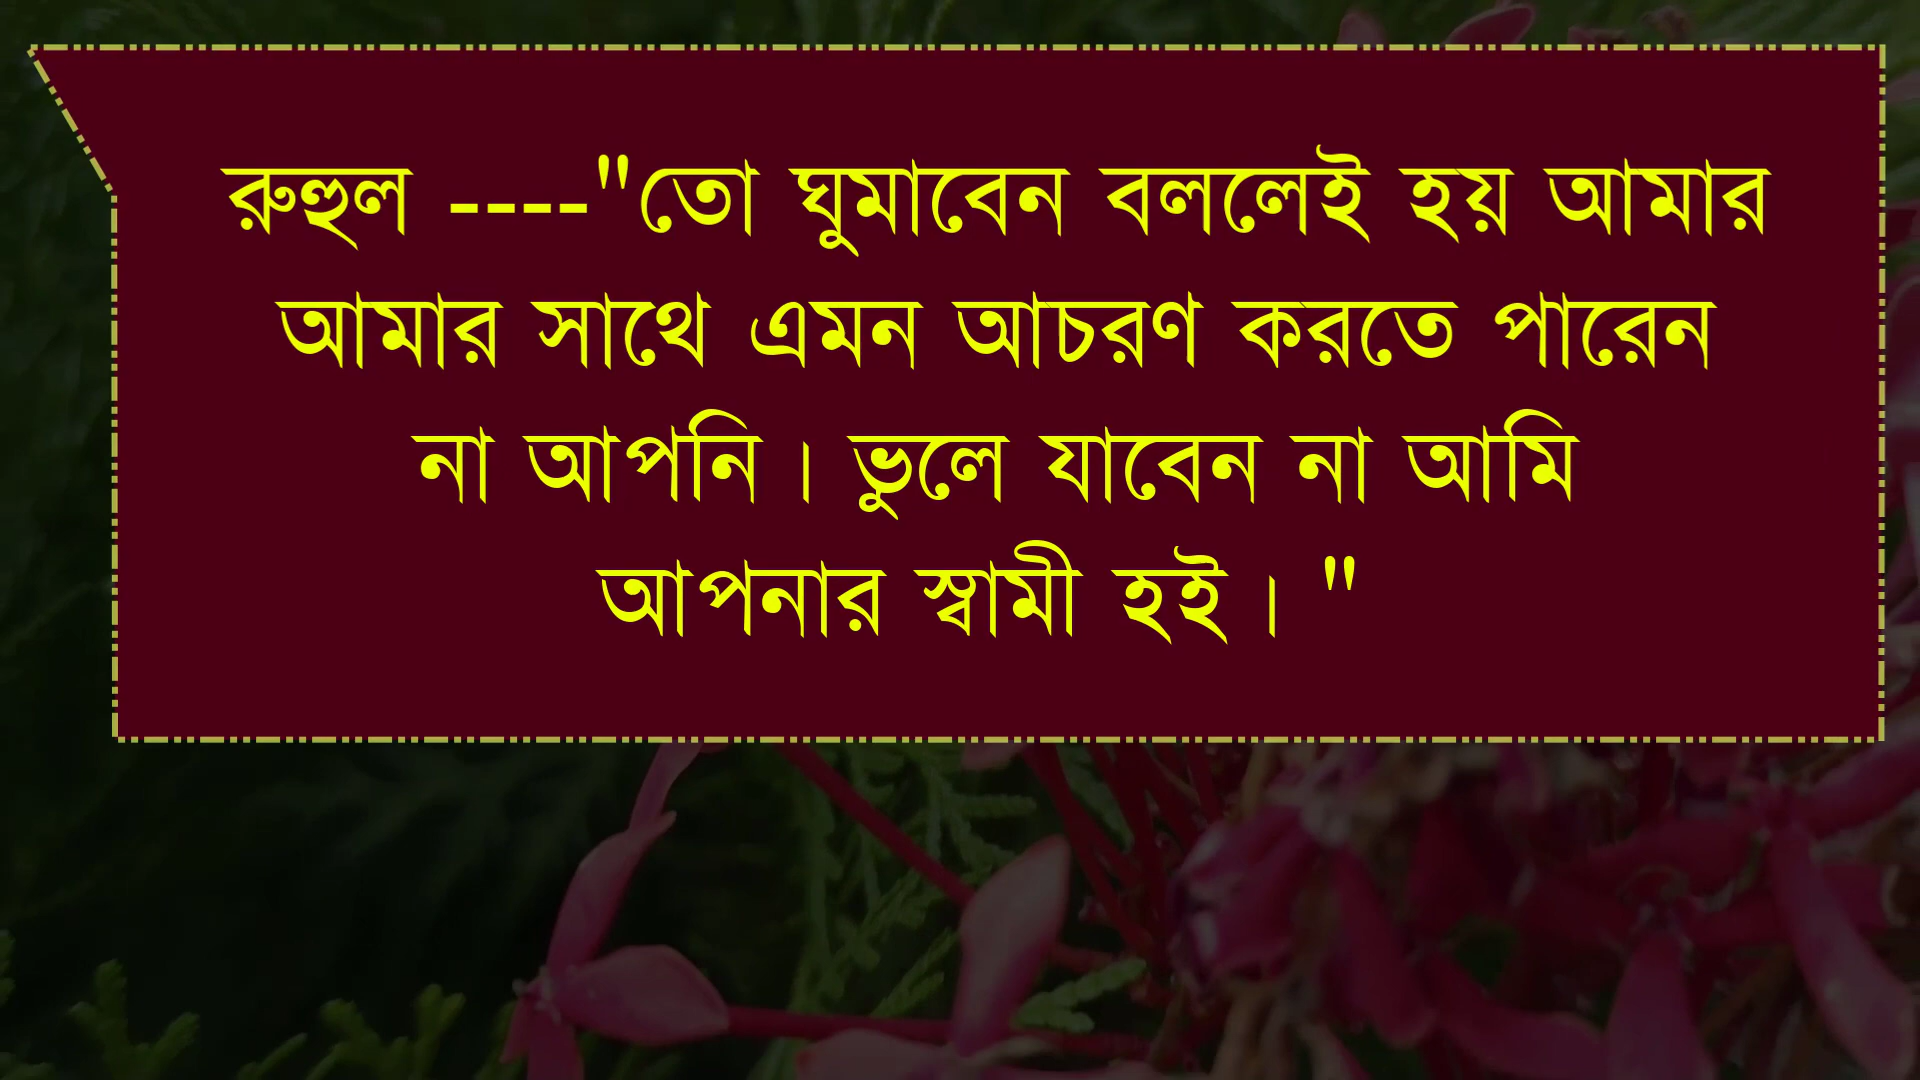 রুহুল ----"তো ঘুমাবেন বললেই হয় আমার
আমার সাথে এমন আচরণ করতে পারেন
না আপনি। ভুলে যাবেন না আমি
আপনার স্বামী হই। "